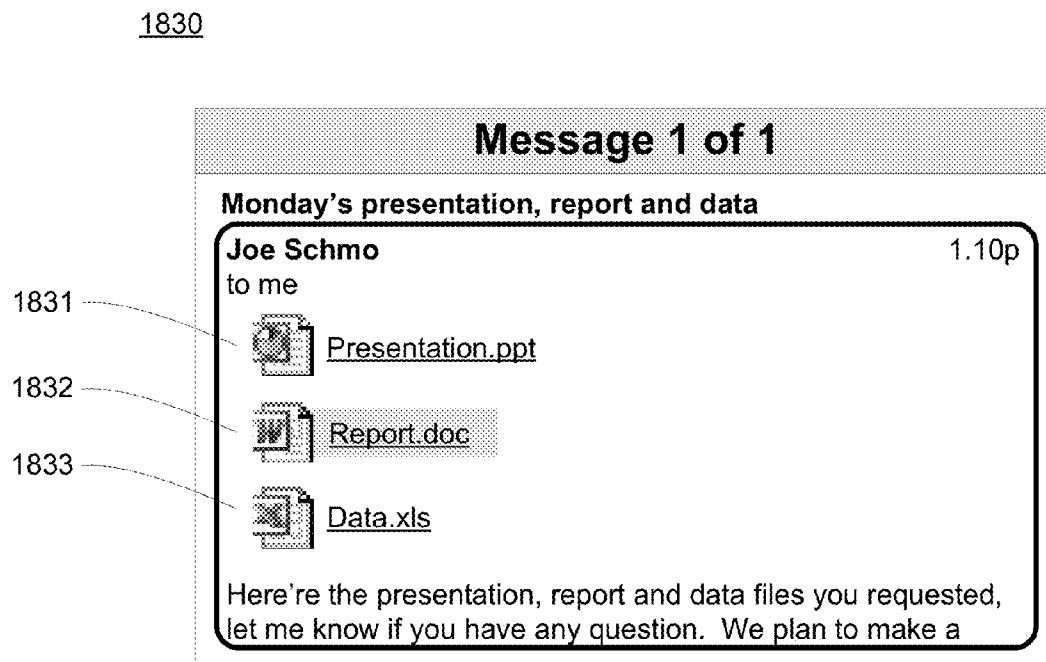 1830
Message 1 of 1
Monday's presentation, report and data
Joe Schmo 1.10p
to me
1831
Presentation.ppt
1832
Report.doc
1833
Data.xls
Here're the presentation, report and data files you requested,
let me know if you have any question. We plan to make a